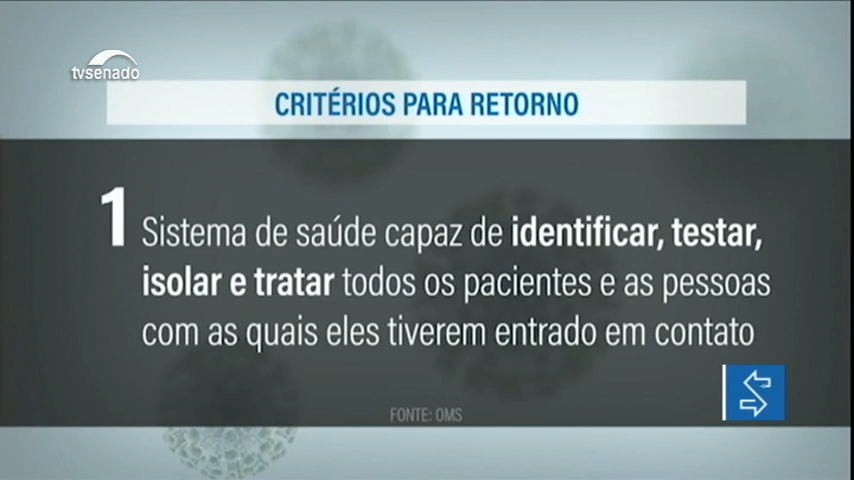 tvsenado
CRITÉRIOS PARA RETORNO
1 Sistema de saúde capaz de identificar, testar,
isolar e tratar todos os pacientes e as pessoas
com as quais eles tiverem entrado em contato
FONTE: OMS